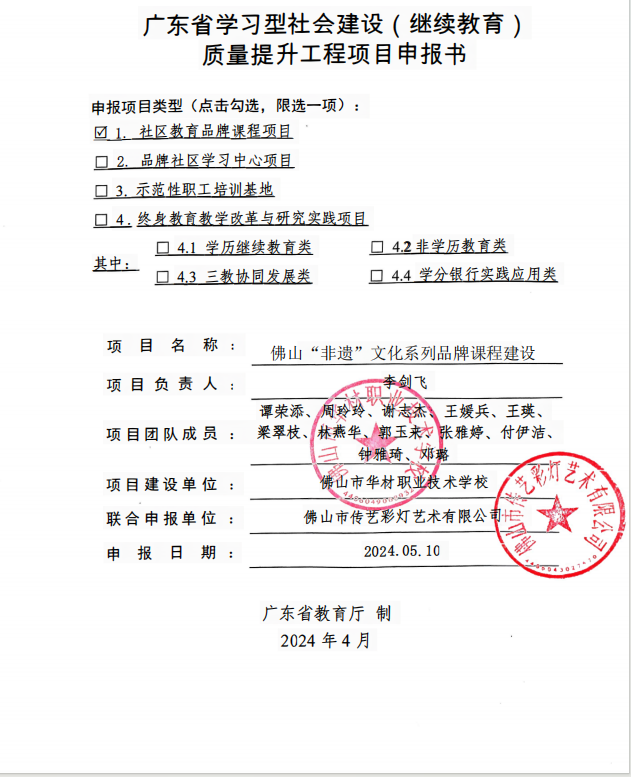 广东省学习型社会建设（继续教育）
质量提升工程项目申报书
申报项目类型（点击勾选，限选一项）：
☑ 1. 社区教育品牌课程项目
☐ 2. 品牌社区学习中心项目
☐ 3. 示范性职工培训基地
☐ 4. 终身教育教学改革与研究实践项目
其中：
☐ 4.1 学历继续教育类 ☐ 4.2 非学历教育类
☐ 4.3 三教协同发展类 ☐ 4.4 学分银行实践应用类
项目名称： 佛山“非遗”文化系列品牌课程建设
项目负责人： 李剑飞
项目团队成员： 谭荣添、周玲玲、谢志杰、王媛兵、王瑛、
梁翠枝、林燕华、郭玉来、张雅婷、付伊洁、
钟雅琦、邓璐
项目建设单位： 佛山市华材职业技术学校
联合申报单位： 佛山市传艺彩灯艺术有限公司
申报日期： 2024.05.10
佛山市华材职业技术学校
佛山市传艺彩灯艺术有限公司
广东省教育厅 制
2024 年 4 月